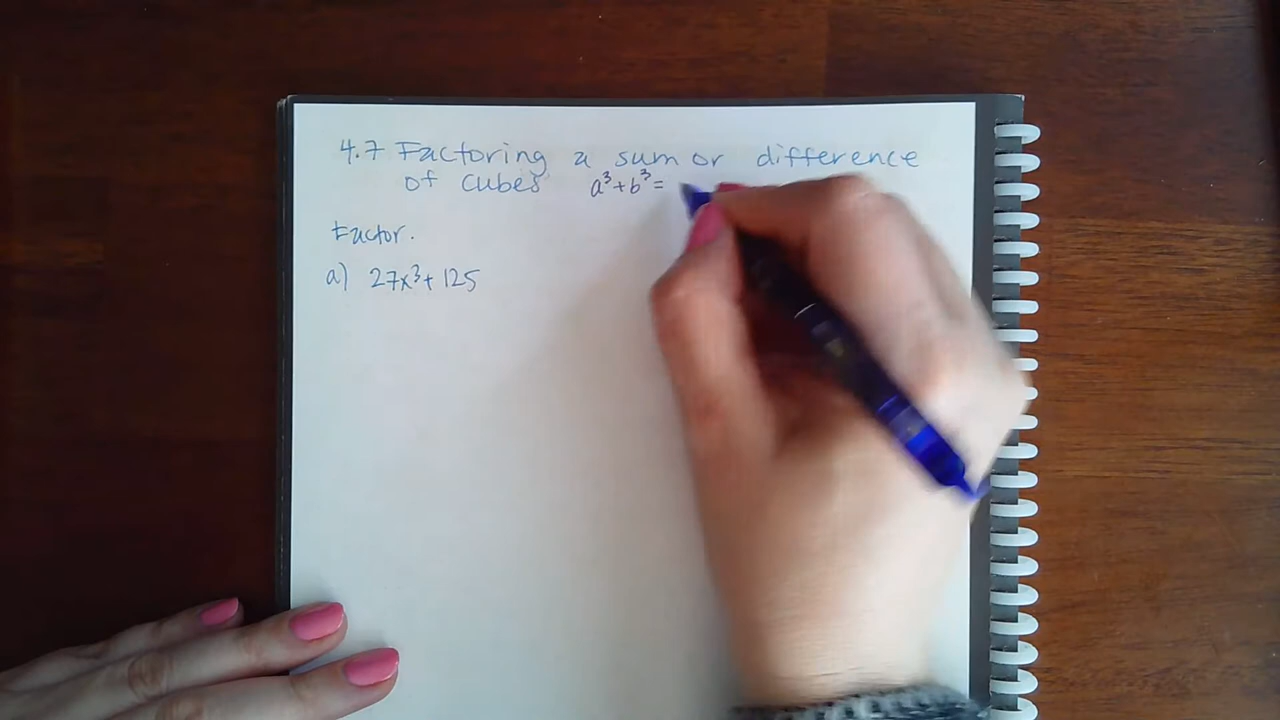 4.7 Factoring a sum or difference
of cubes a³+b³=
Factor.
a) 27x³+ 125